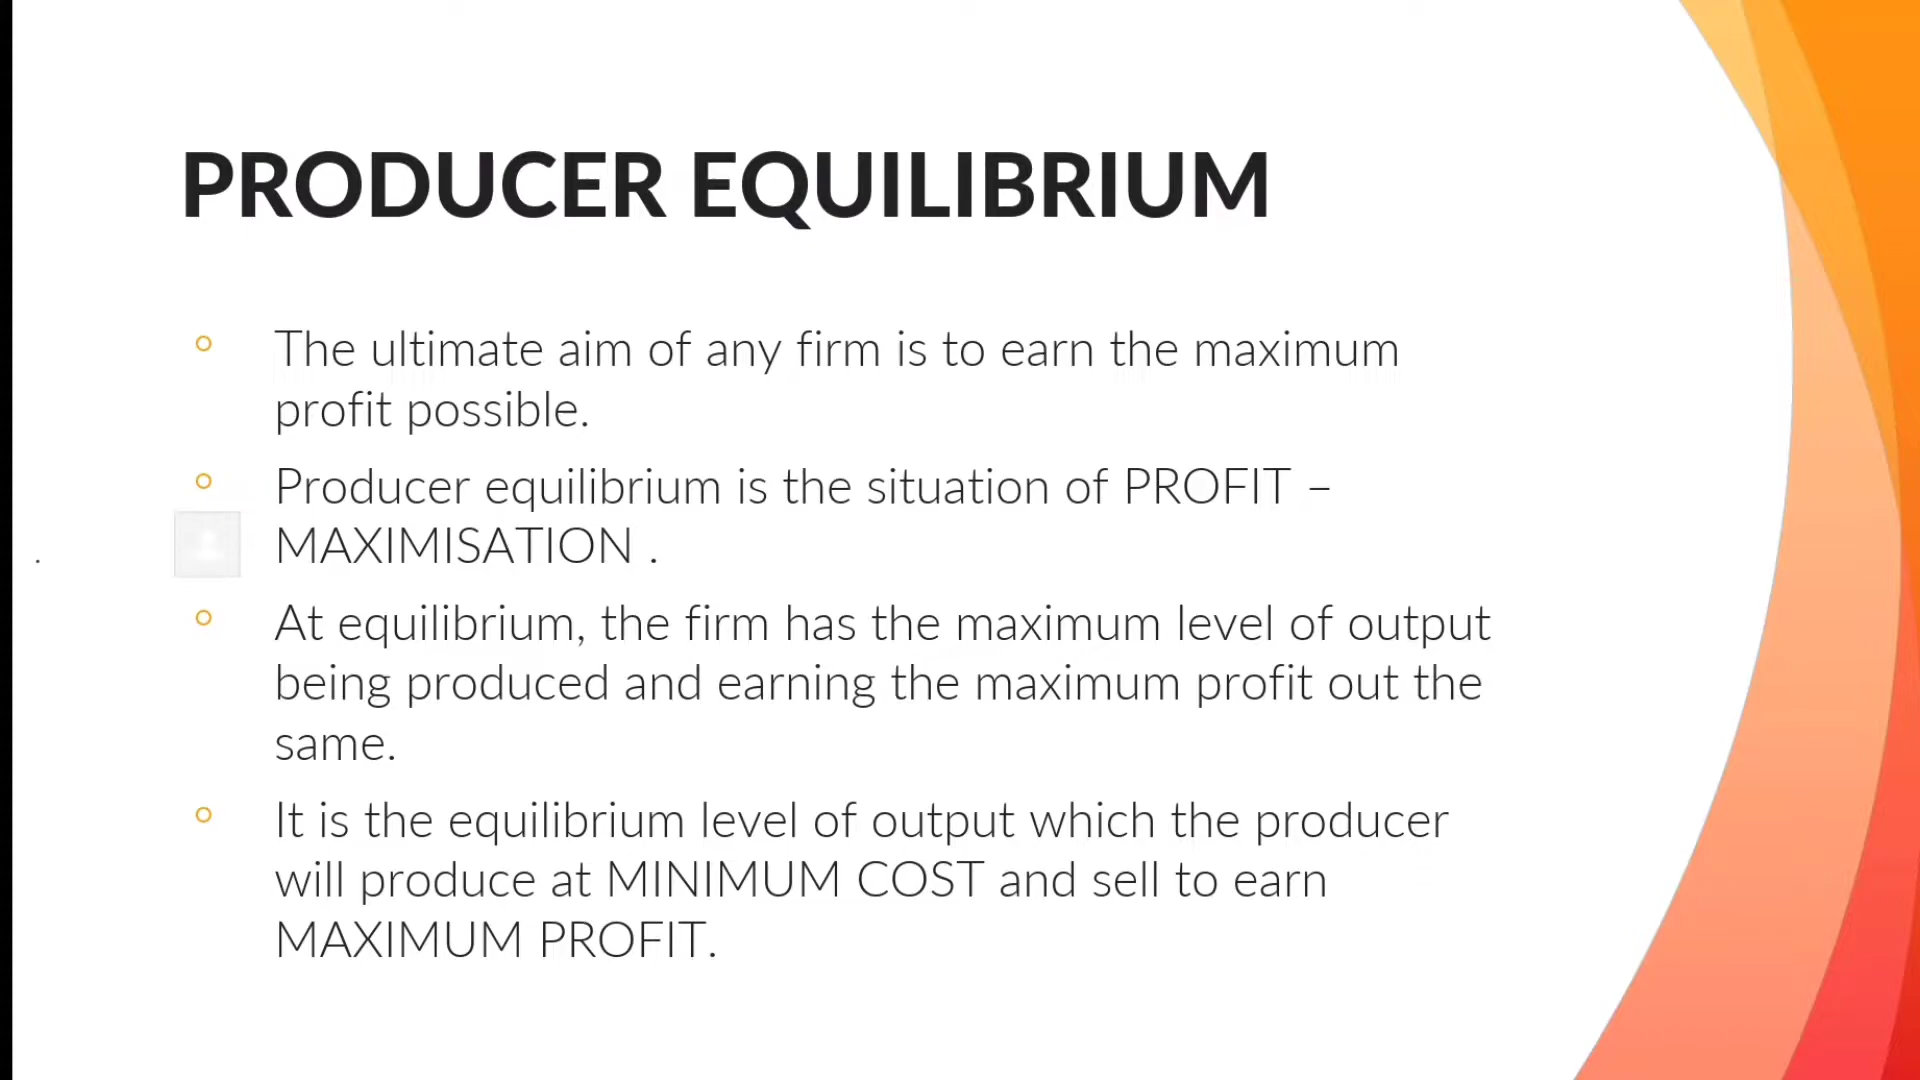 PRODUCER EQUILIBRIUM
The ultimate aim of any firm is to earn the maximum
profit possible.
Producer equilibrium is the situation of PROFIT –
MAXIMISATION .
At equilibrium, the firm has the maximum level of output
being produced and earning the maximum profit out the
same.
It is the equilibrium level of output which the producer
will produce at MINIMUM COST and sell to earn
MAXIMUM PROFIT.